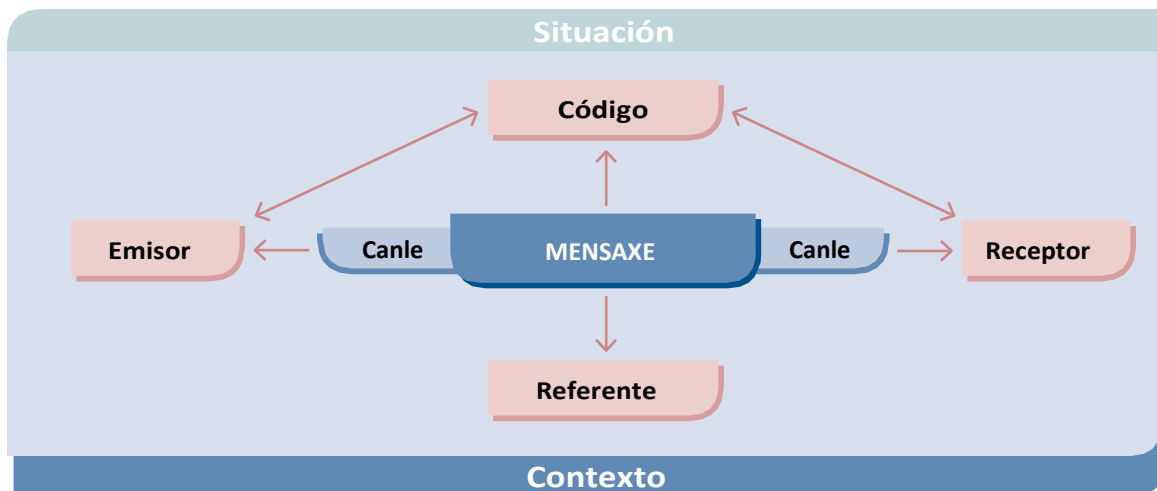 Situación
Código
Emisor
Canle
MENSAXE
Canle
Receptor
Referente
Contexto